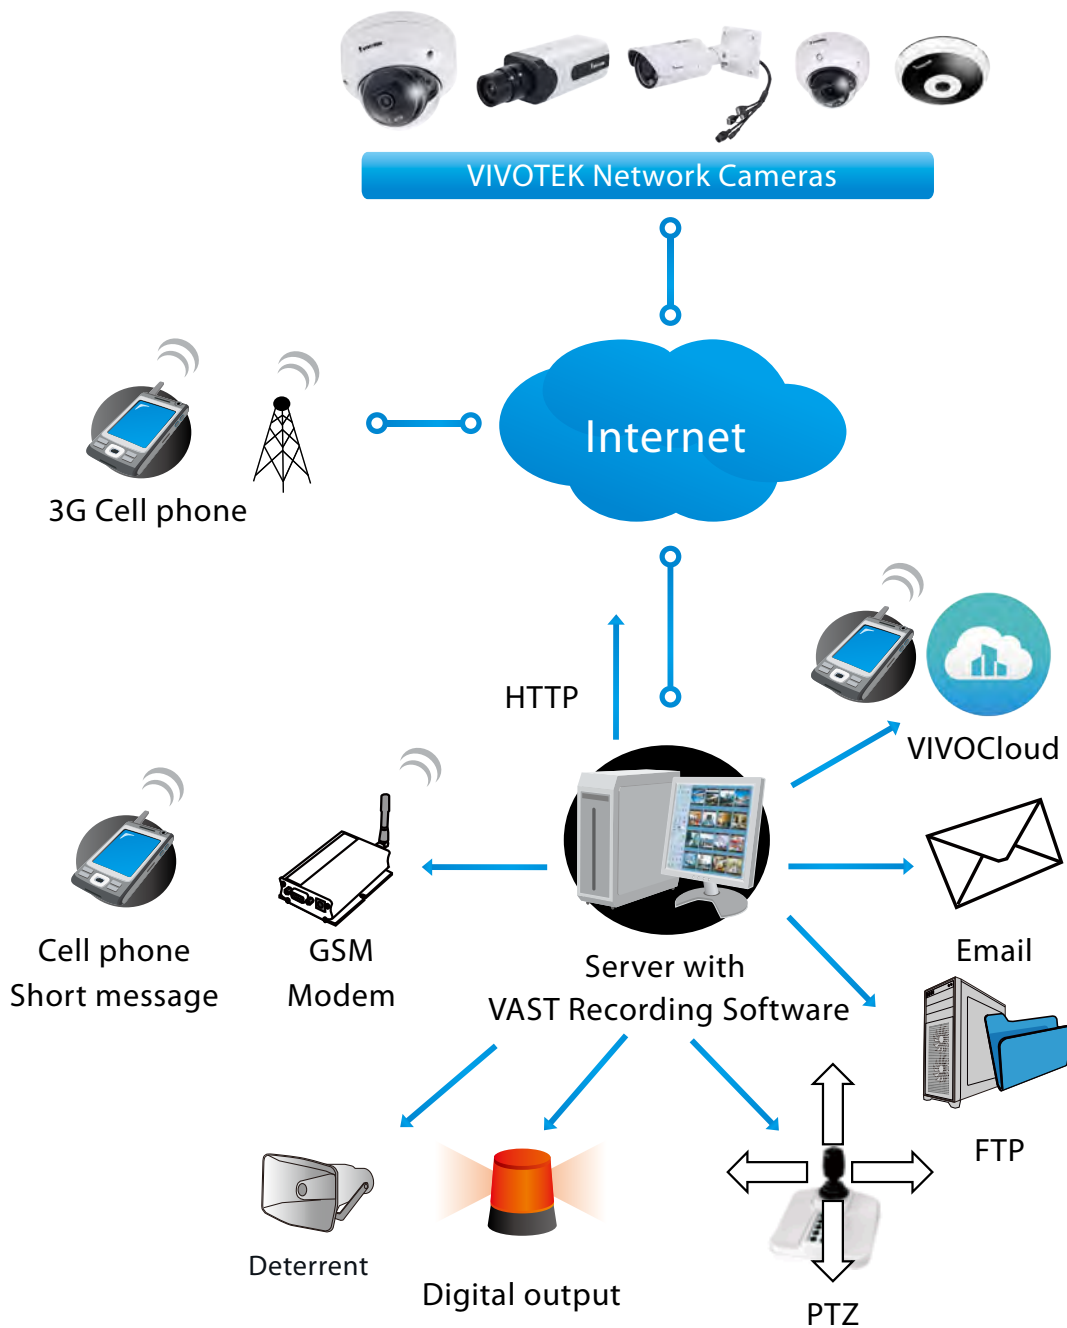 VIVOTEK Network Cameras
Internet
3G Cell phone
HTTP
VIVOCloud
Cell phone
Short message
GSM
Modem
Server with
VAST Recording Software
Email
FTP
Deterrent
Digital output
PTZ